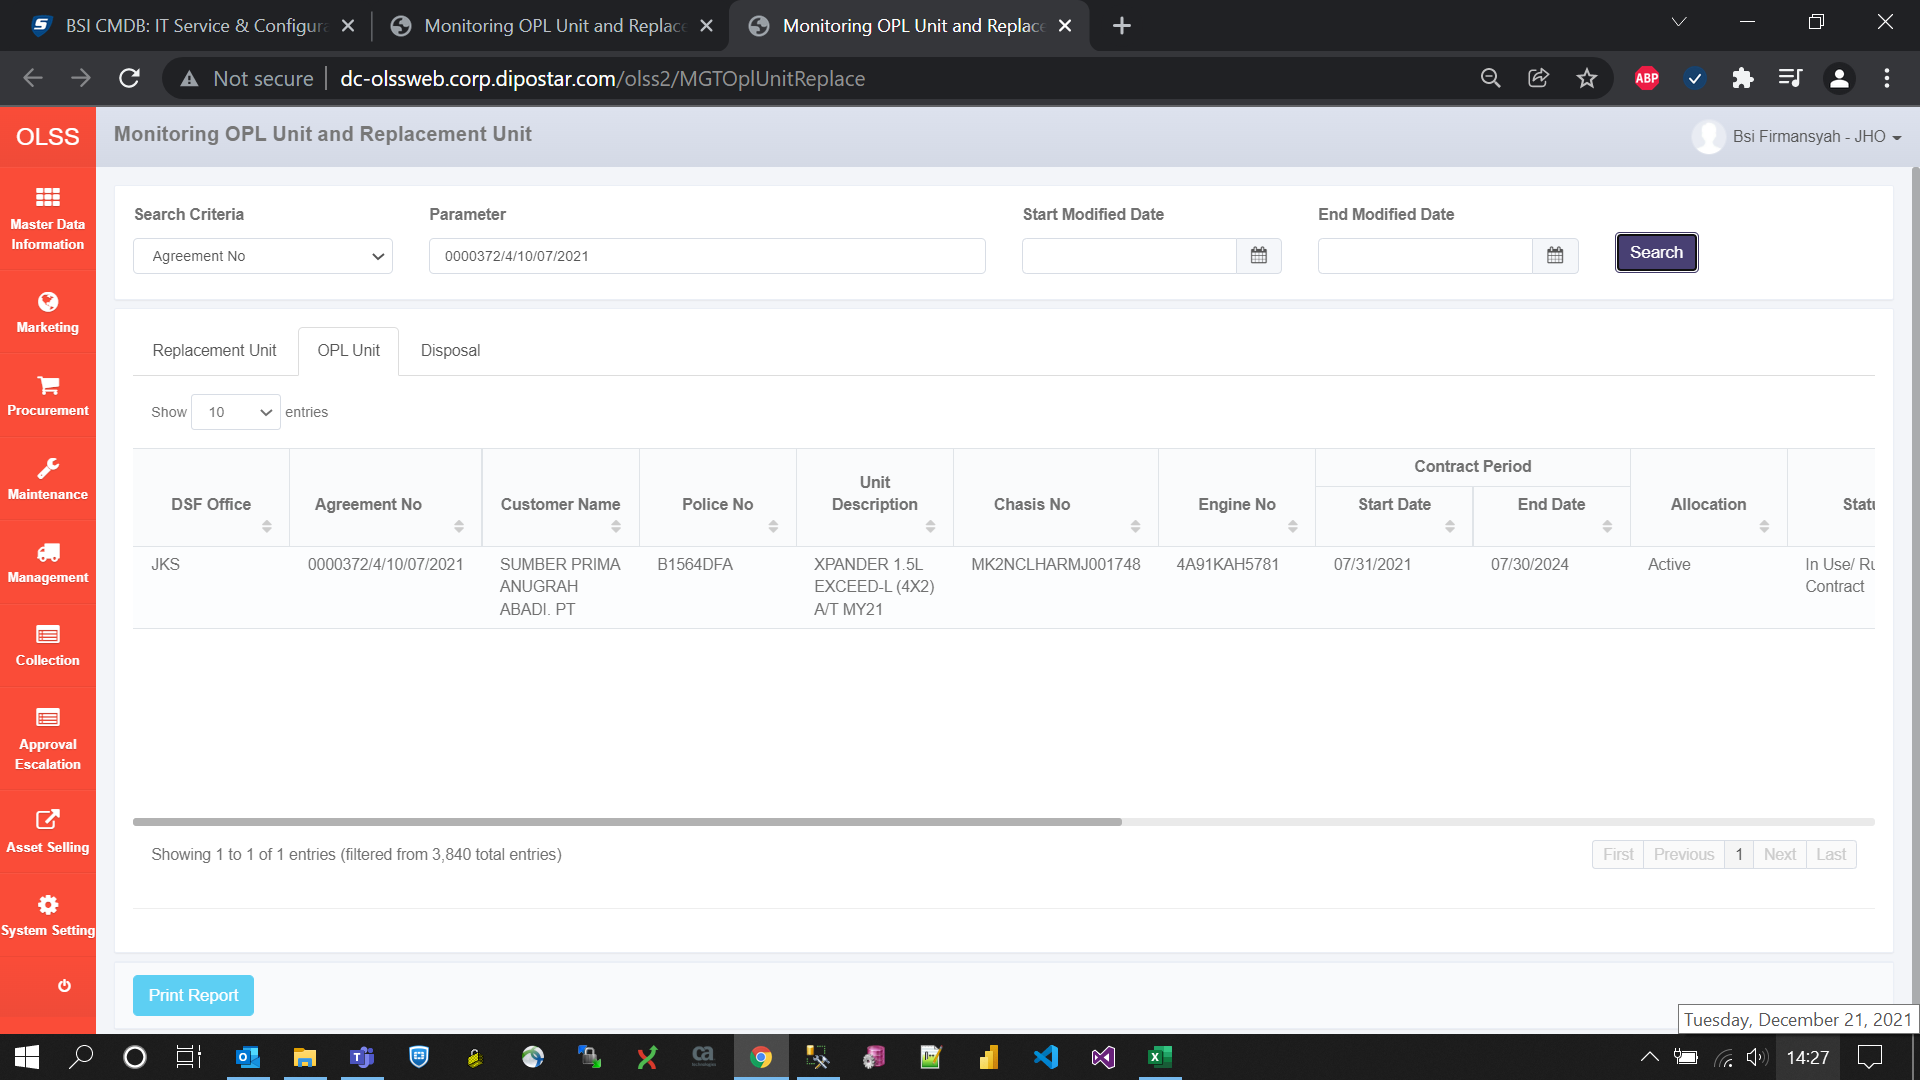 BSI CMDB: IT Service & Configura
Monitoring OPL Unit and Replace
Monitoring OPL Unit and Replace
Not secure
dc-olssweb.corp.dipostar.com/olss2/MGTOplUnitReplace
ABP
OLSS
Monitoring OPL Unit and Replacement Unit
Bsi Firmansyah - JHO
Master Data
Information
Marketing
Procurement
Maintenance
Management
Collection
Approval
Escalation
Asset Selling
System Setting
Search Criteria
Parameter
Start Modified Date
End Modified Date
Agreement No
0000372/4/10/07/2021
Search
Replacement Unit
OPL Unit
Disposal
Show 10 entries
DSF Office
Agreement No
Customer Name
Police No
Unit
Description
Chasis No
Engine No
Contract Period
Start Date
End Date
Allocation
Statu
JKS
0000372/4/10/07/2021
SUMBER PRIMA
ANUGRAH
ABADI. PT
B1564DFA
XPANDER 1.5L
EXCEED-L (4X2)
A/T MY21
MK2NCLHARMJ001748
4A91KAH5781
07/31/2021
07/30/2024
Active
In Use/ Ru
Contract
Showing 1 to 1 of 1 entries (filtered from 3,840 total entries)
First Previous 1 Next Last
Print Report
Tuesday, December 21, 2021
ca
technologies
14:27